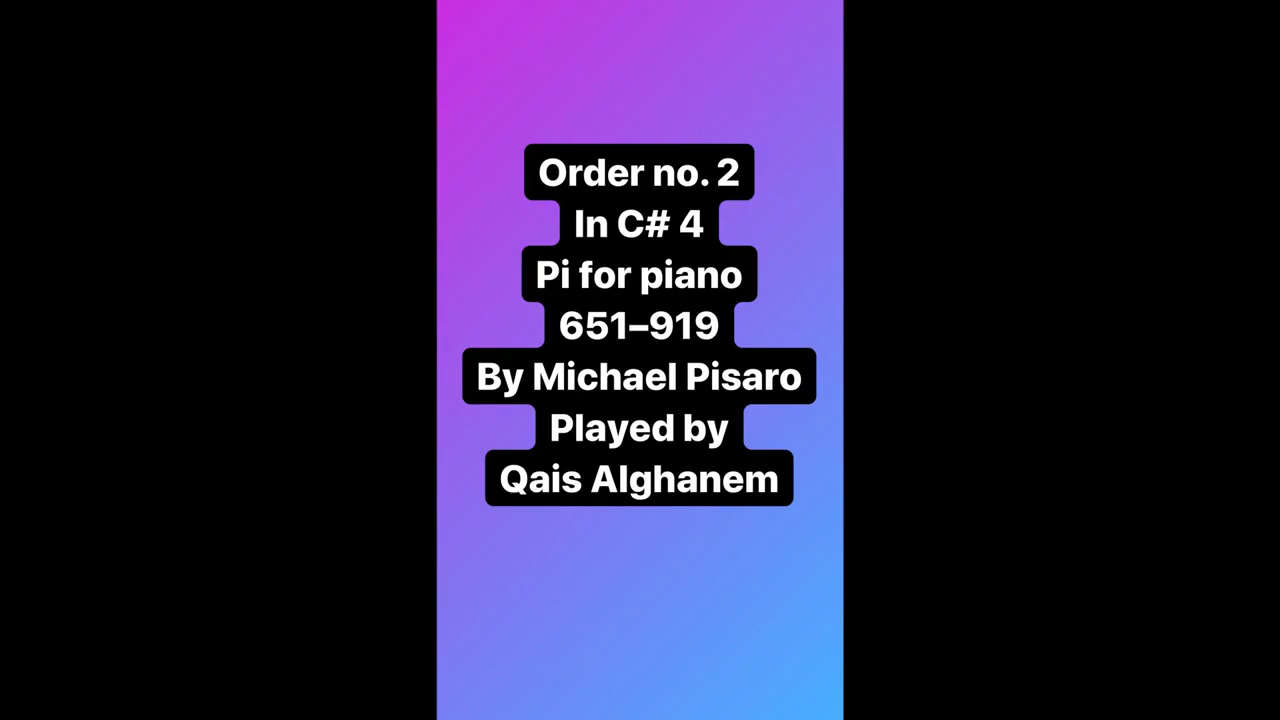 Order no. 2
In C# 4
Pi for piano
651–919
By Michael Pisaro
Played by
Qais Alghanem